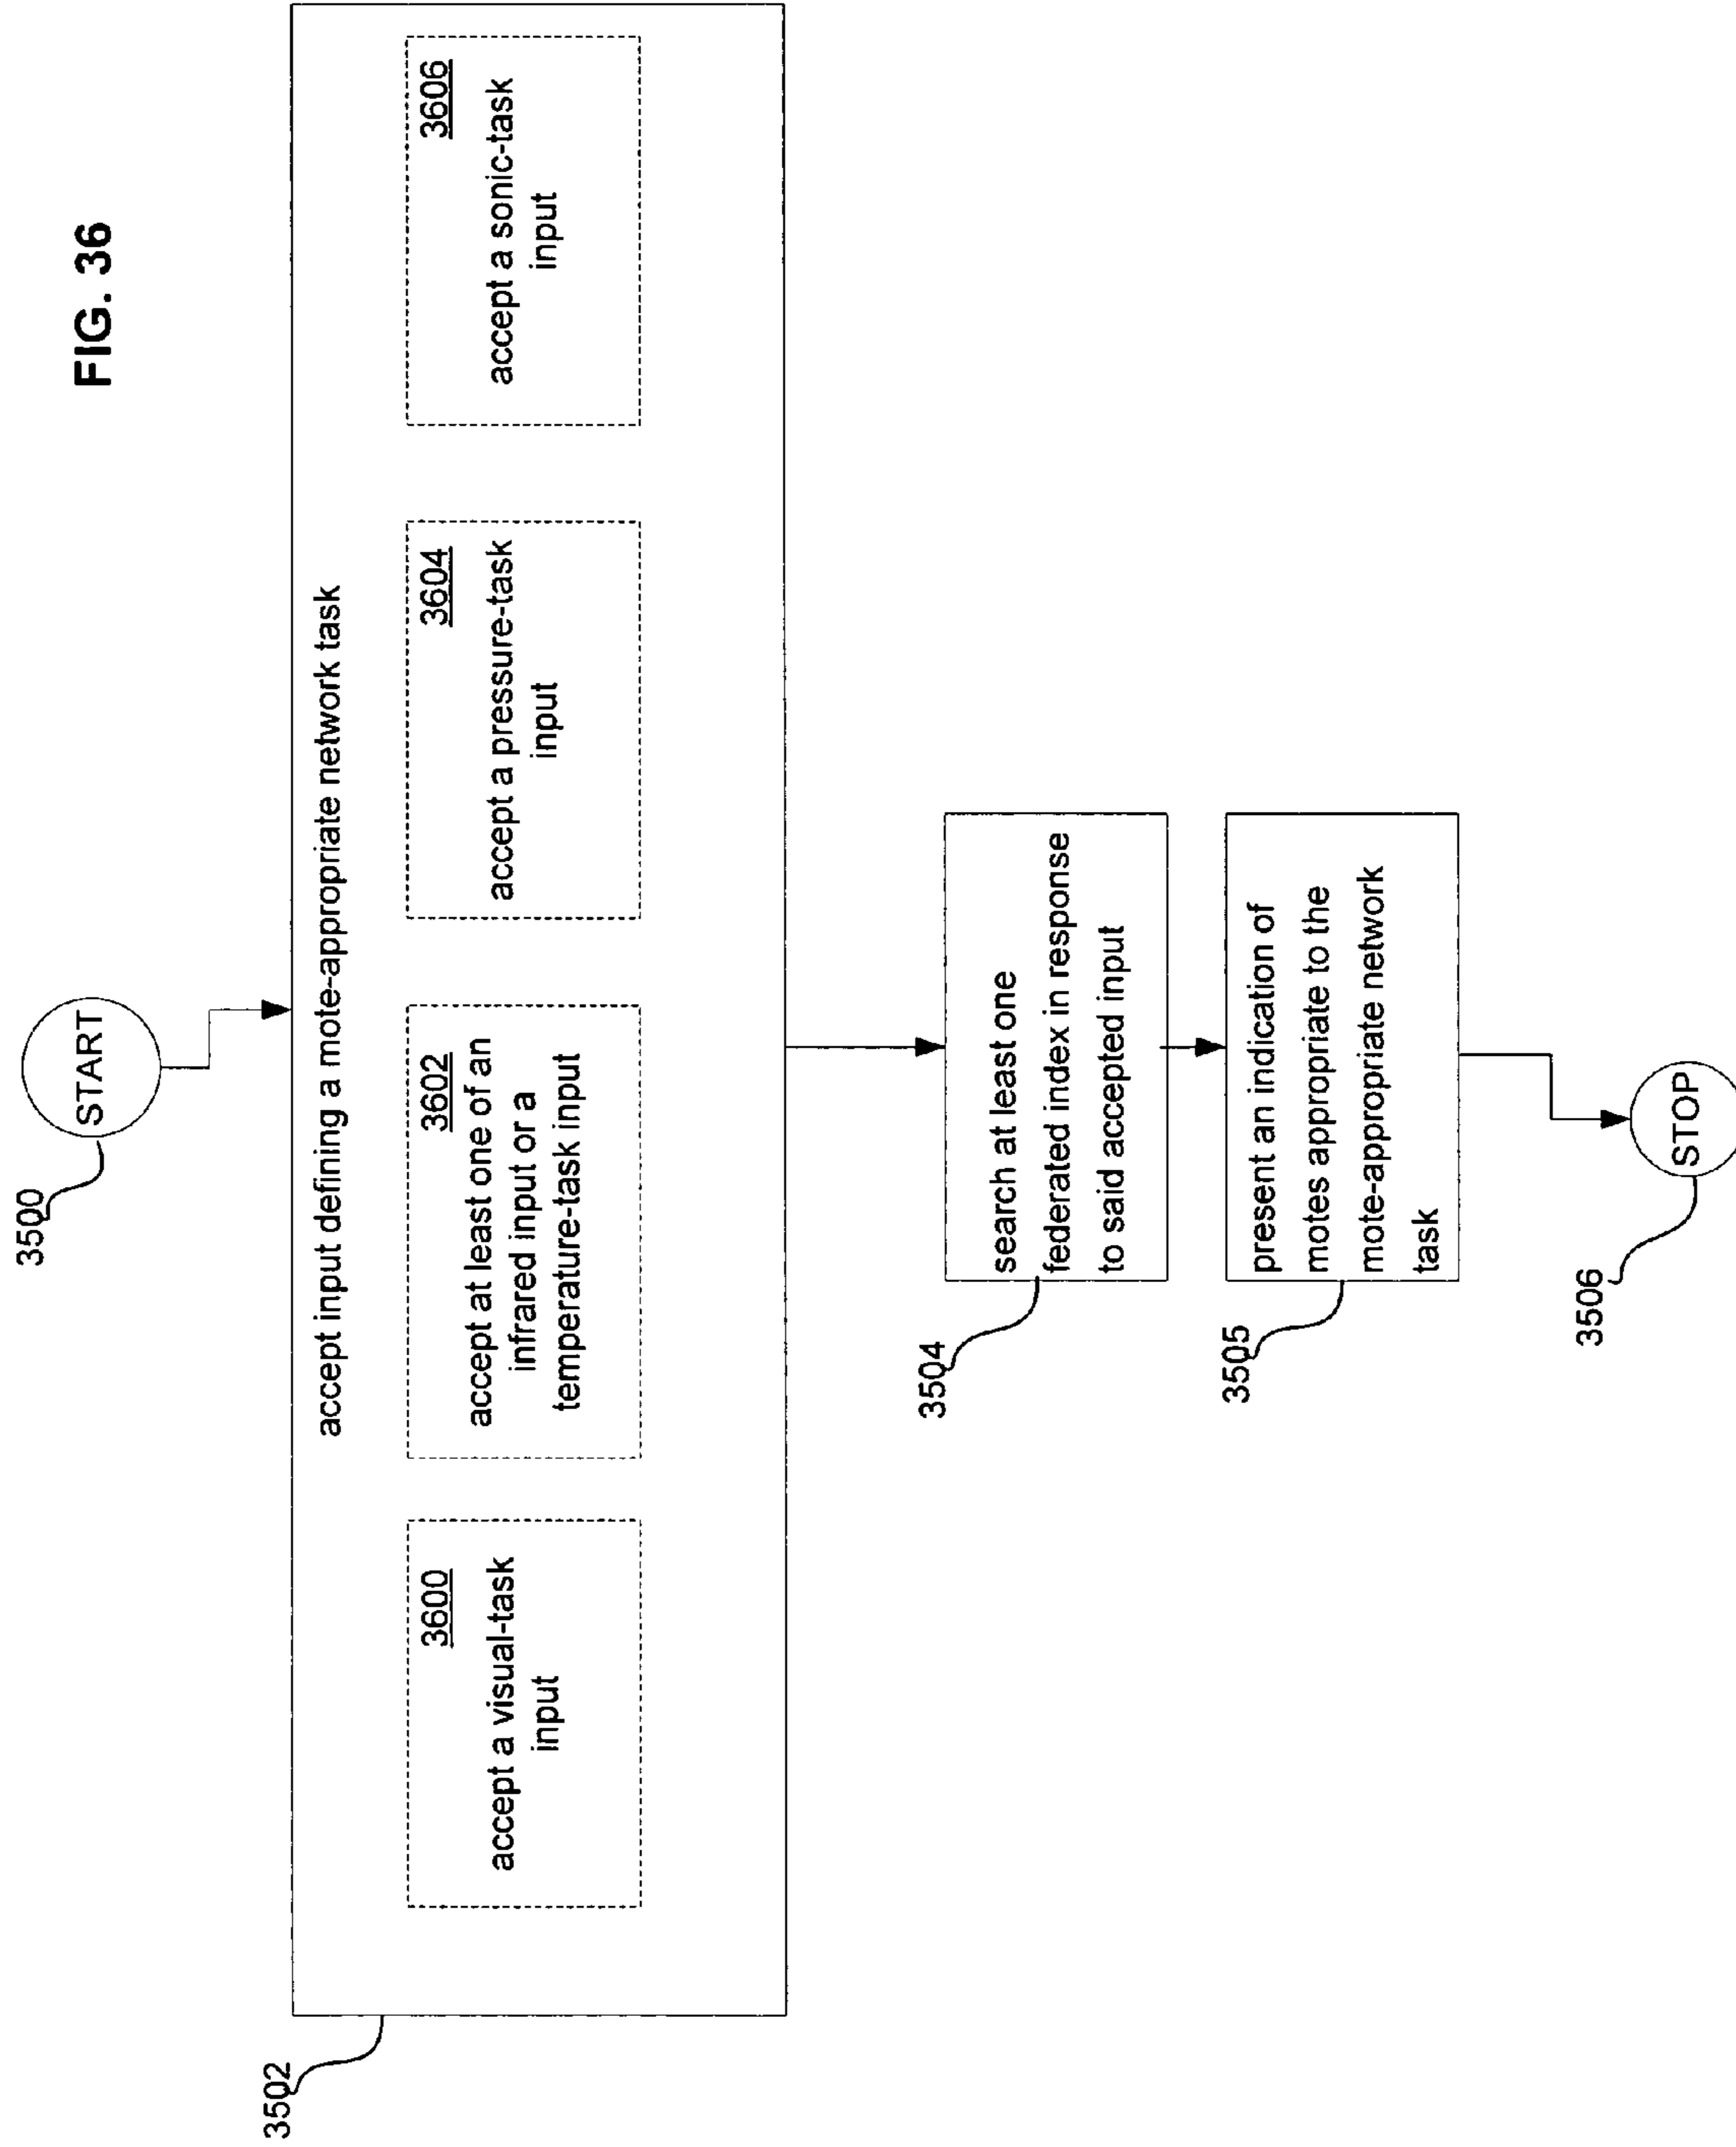 FIG. 36
3500
START
3502
accept input defining a mote-appropriate network task
3600
accept a visual-task
input
3602
accept at least one of an
infrared input or a
temperature-task input
3604
accept a pressure-task
input
3606
accept a sonic-task
input
3504
search at least one
federated index in response
to said accepted input
3505
present an indication of
motes appropriate to the
mote-appropriate network
task
3506
STOP